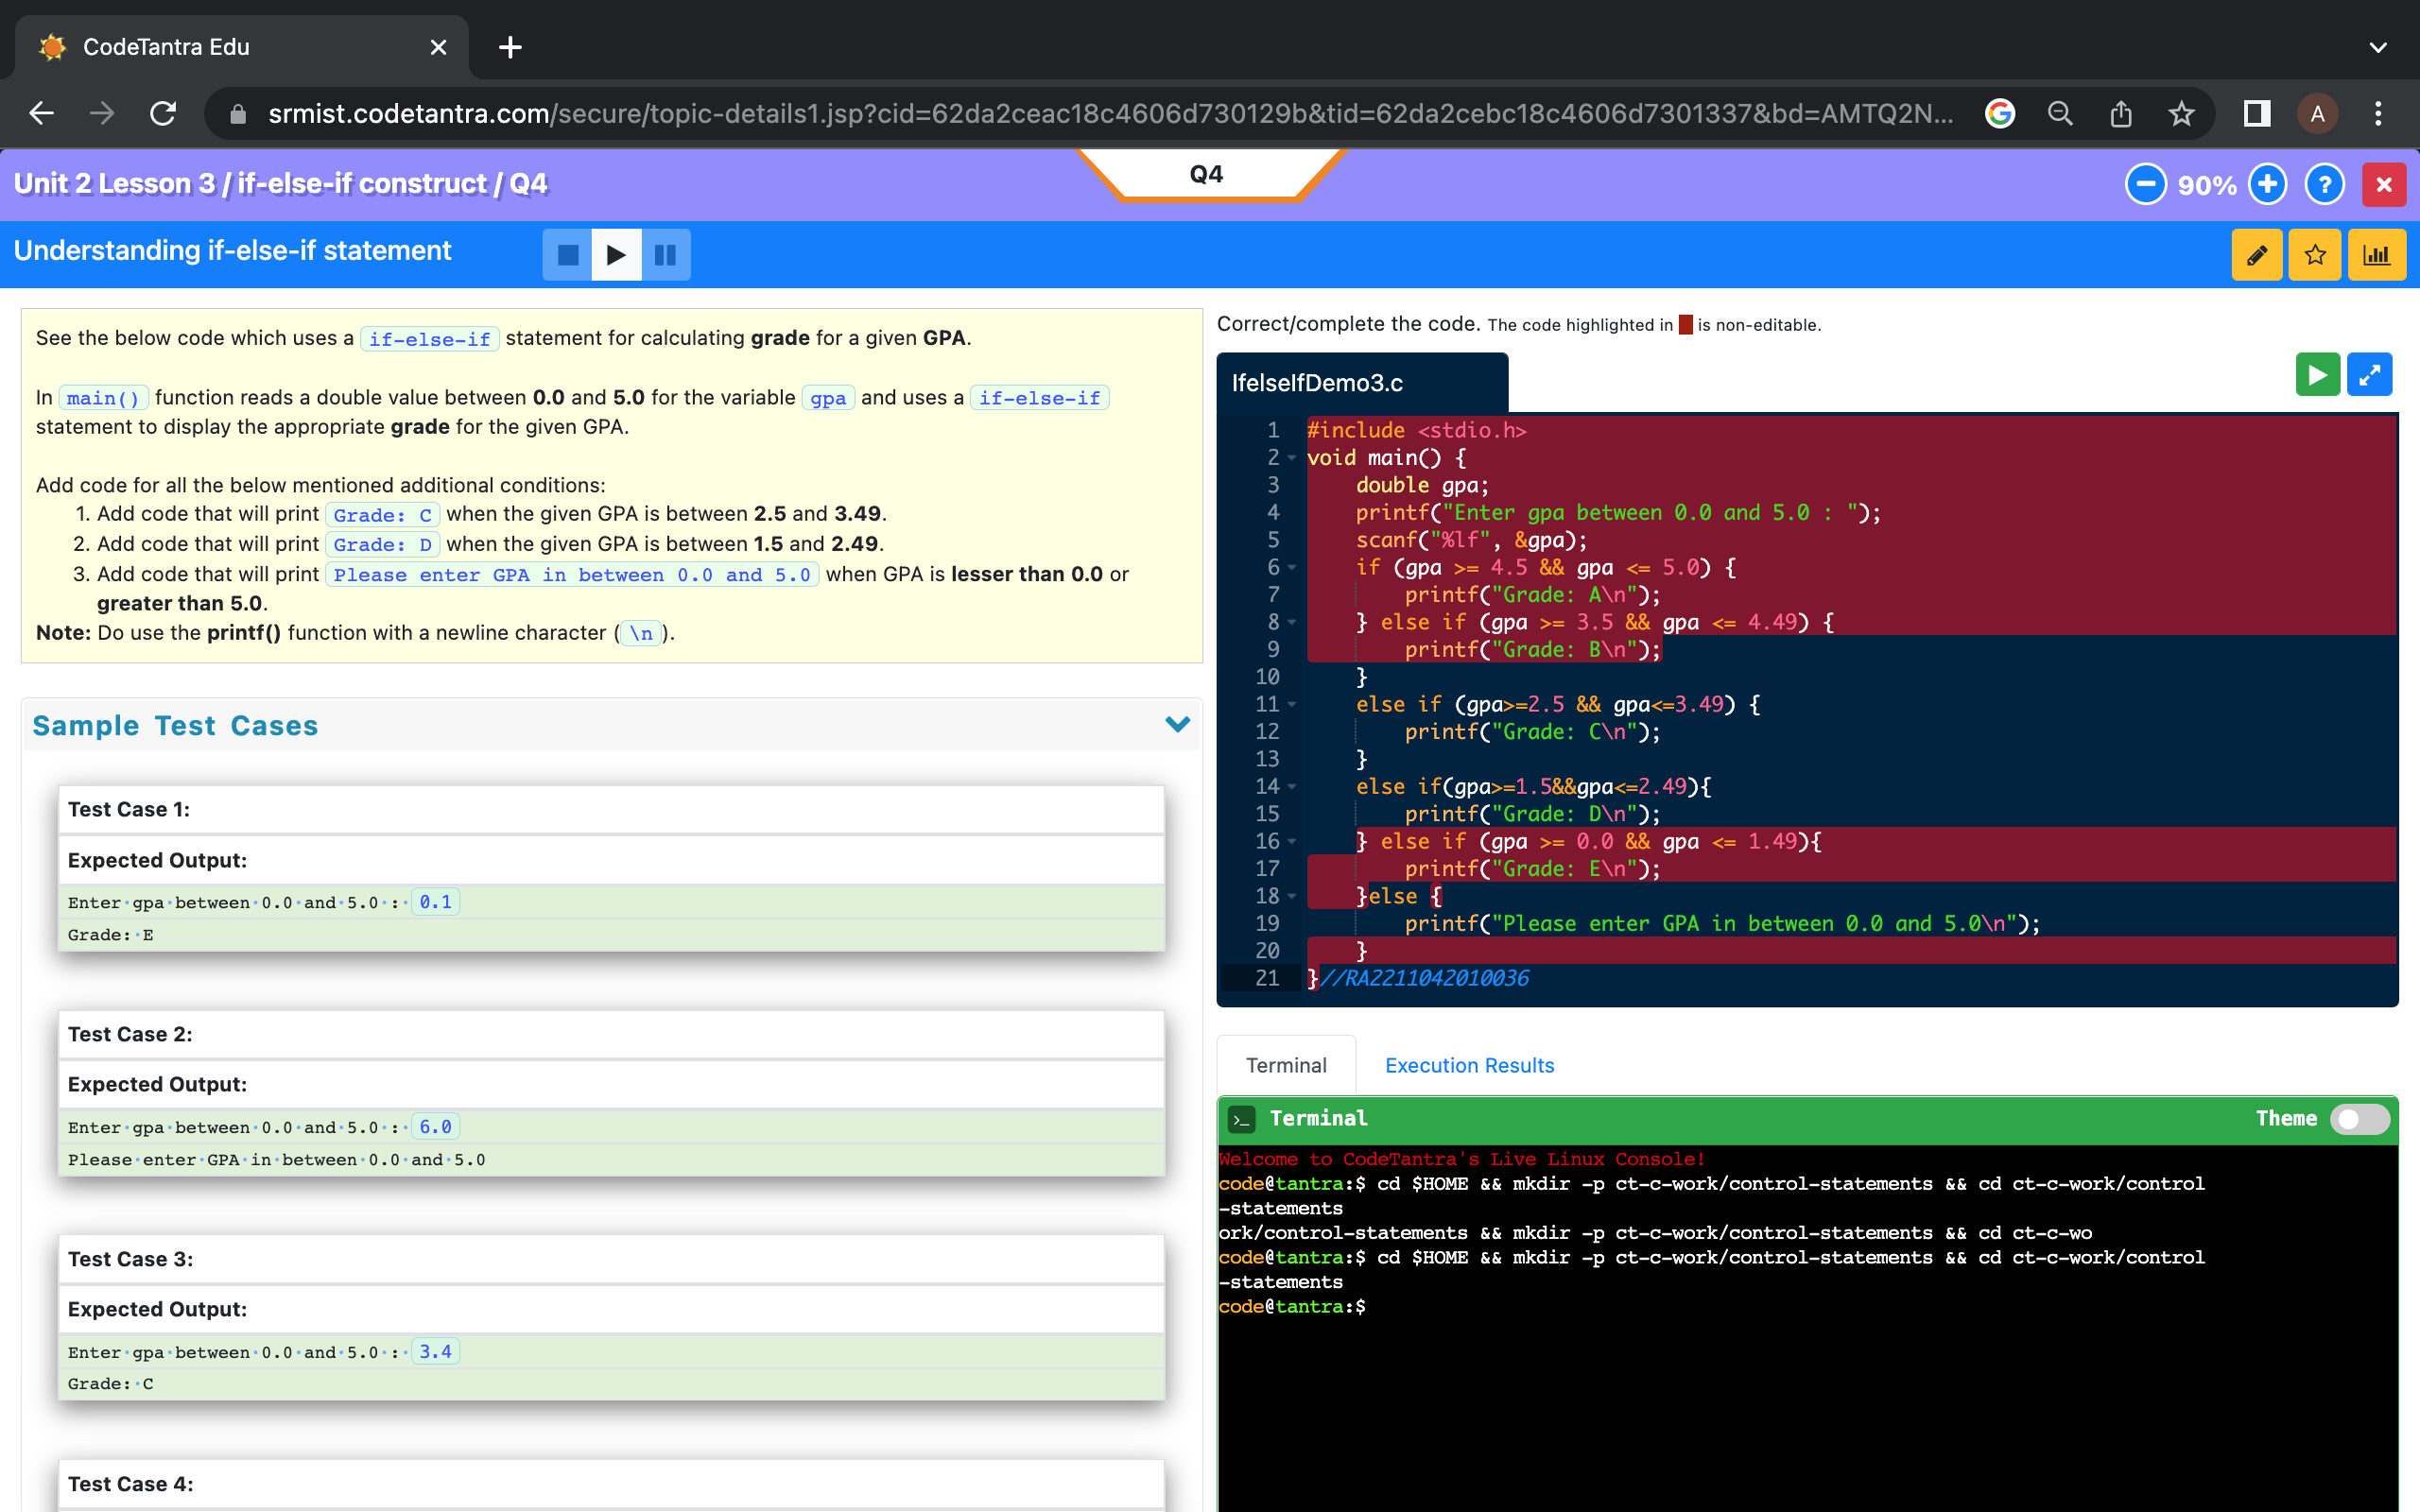 CodeTantra Edu
srmist.codetantra.com/secure/topic-details1.jsp?cid=62da2ceac18c4606d730129b&tid=62da2cebc18c4606d7301337&bd=AMTQ2N...
A
Unit 2 Lesson 3 / if-else-if construct / Q4
Q4
90%
?
Understanding if-else-if statement
See the below code which uses a if-else-if statement for calculating grade for a given GPA.
In main() function reads a double value between 0.0 and 5.0 for the variable gpa and uses a if-else-if
statement to display the appropriate grade for the given GPA.
Add code for all the below mentioned additional conditions:
1. Add code that will print Grade: C when the given GPA is between 2.5 and 3.49.
2. Add code that will print Grade: D when the given GPA is between 1.5 and 2.49.
3. Add code that will print Please enter GPA in between 0.0 and 5.0 when GPA is lesser than 0.0 or
greater than 5.0.
Note: Do use the printf() function with a newline character (\n).
Sample Test Cases
Test Case 1:
Expected Output:
Enter·gpa·between·0.0·and·5.0·:·0.1
Grade:·E
Test Case 2:
Expected Output:
Enter·gpa·between·0.0·and·5.0·:·6.0
Please·enter·GPA·in·between·0.0·and·5.0
Test Case 3:
Expected Output:
Enter·gpa·between·0.0·and·5.0·:·3.4
Grade:·C
Test Case 4:
Correct/complete the code. The code highlighted in is non-editable.
IfelseIfDemo3.c
1 #include <stdio.h>
2 void main() {
3 double gpa;
4 printf("Enter gpa between 0.0 and 5.0 : ");
5 scanf("%lf", &gpa);
6 if (gpa >= 4.5 && gpa <= 5.0) {
7 printf("Grade: A\n");
8 } else if (gpa >= 3.5 && gpa <= 4.49) {
9 printf("Grade: B\n");
10 }
11 else if (gpa>=2.5 && gpa<=3.49) {
12 printf("Grade: C\n");
13 }
14 else if(gpa>=1.5&&gpa<=2.49){
15 printf("Grade: D\n");
16 } else if (gpa >= 0.0 && gpa <= 1.49){
17 printf("Grade: E\n");
18 }else {
19 printf("Please enter GPA in between 0.0 and 5.0\n");
20 }
21 }//RA2211042010036
Terminal
Execution Results
Terminal
Theme
Welcome to CodeTantra's Live Linux Console!
code@tantra:$ cd $HOME && mkdir -p ct-c-work/control-statements && cd ct-c-work/control
-statements
ork/control-statements && mkdir -p ct-c-work/control-statements && cd ct-c-wo
code@tantra:$ cd $HOME && mkdir -p ct-c-work/control-statements && cd ct-c-work/control
-statements
code@tantra:$